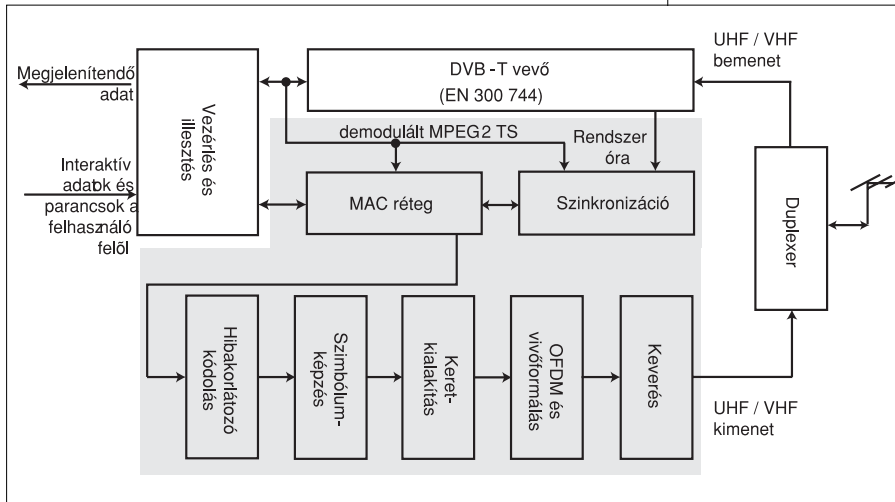 Megjelenítendő
adat
Interaktív
adatok és
parancsok a
felhasználó
felől
Vezérlés és
illesztés
DVB-T vevő
(EN 300 744)
UHF / VHF
bemenet
demodulált MPEG2 TS
Rendszer
óra
MAC réteg
Szinkronizáció
Duplexer
Hibakorlátozó
kódolás
Szimbólum-
képzés
Keret-
kialakítás
OFDM és
vivőformálás
Keverés
UHF / VHF
kimenet